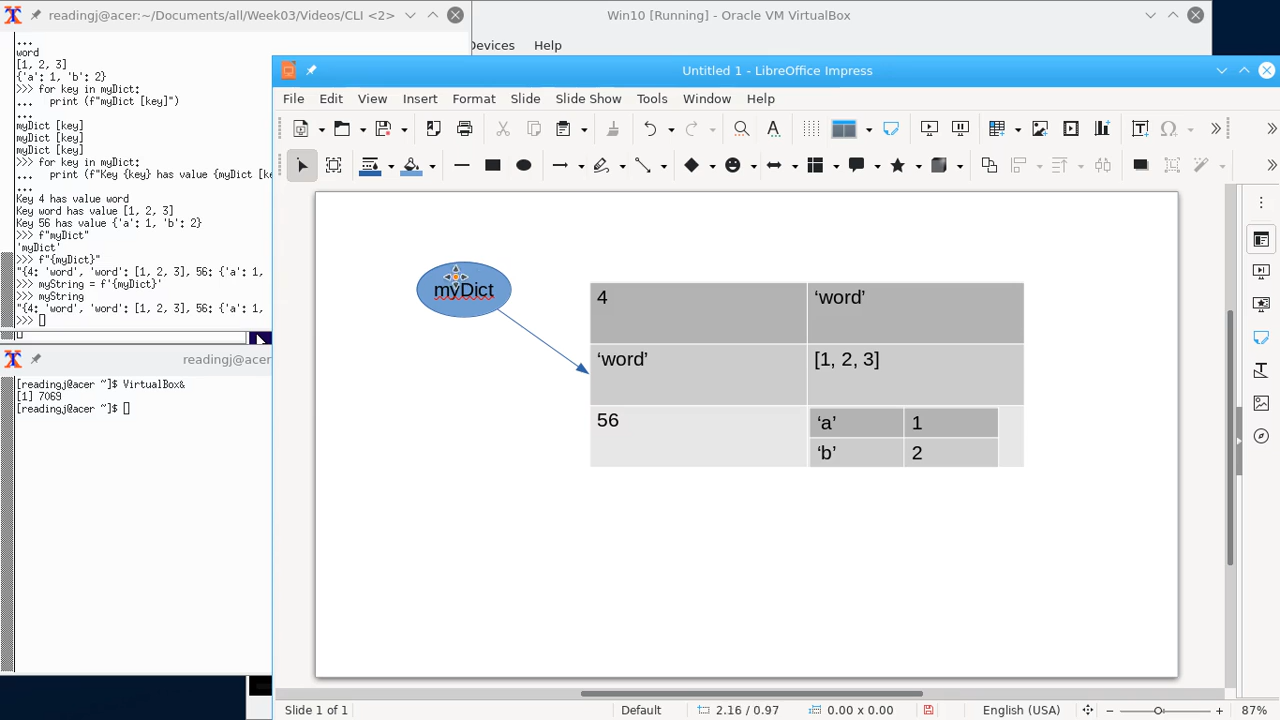 readingj@acer:~/Documents/all/Week03/Videos/CLI <2>
...
word
[1, 2, 3]
{'a': 1, 'b': 2}
>>> for key in myDict:
...   print (f"myDict [key]")
...
myDict [key]
myDict [key]
myDict [key]
>>> for key in myDict:
...   print (f"Key {key} has value {myDict [ke
...
Key 4 has value word
Key word has value [1, 2, 3]
Key 56 has value {'a': 1, 'b': 2}
>>> f"myDict"
'myDict'
>>> f"{myDict}"
"{4: 'word', 'word': [1, 2, 3], 56: {'a': 1,
>>> myString = f'{myDict}'
>>> myString
"{4: 'word', 'word': [1, 2, 3], 56: {'a': 1,
>>>
readingj@acer
[readingj@acer ~]$ VirtualBox&
[1] 7069
[readingj@acer ~]$
Win10 [Running] - Oracle VM VirtualBox
Devices Help
Untitled 1 - LibreOffice Impress
File Edit View Insert Format Slide Slide Show Tools Window Help
myDict
4 ‘word’
‘word’ [1, 2, 3]
56
‘a’ 1
‘b’ 2
Slide 1 of 1 Default 2.16 / 0.97 0.00 x 0.00 English (USA) 87%